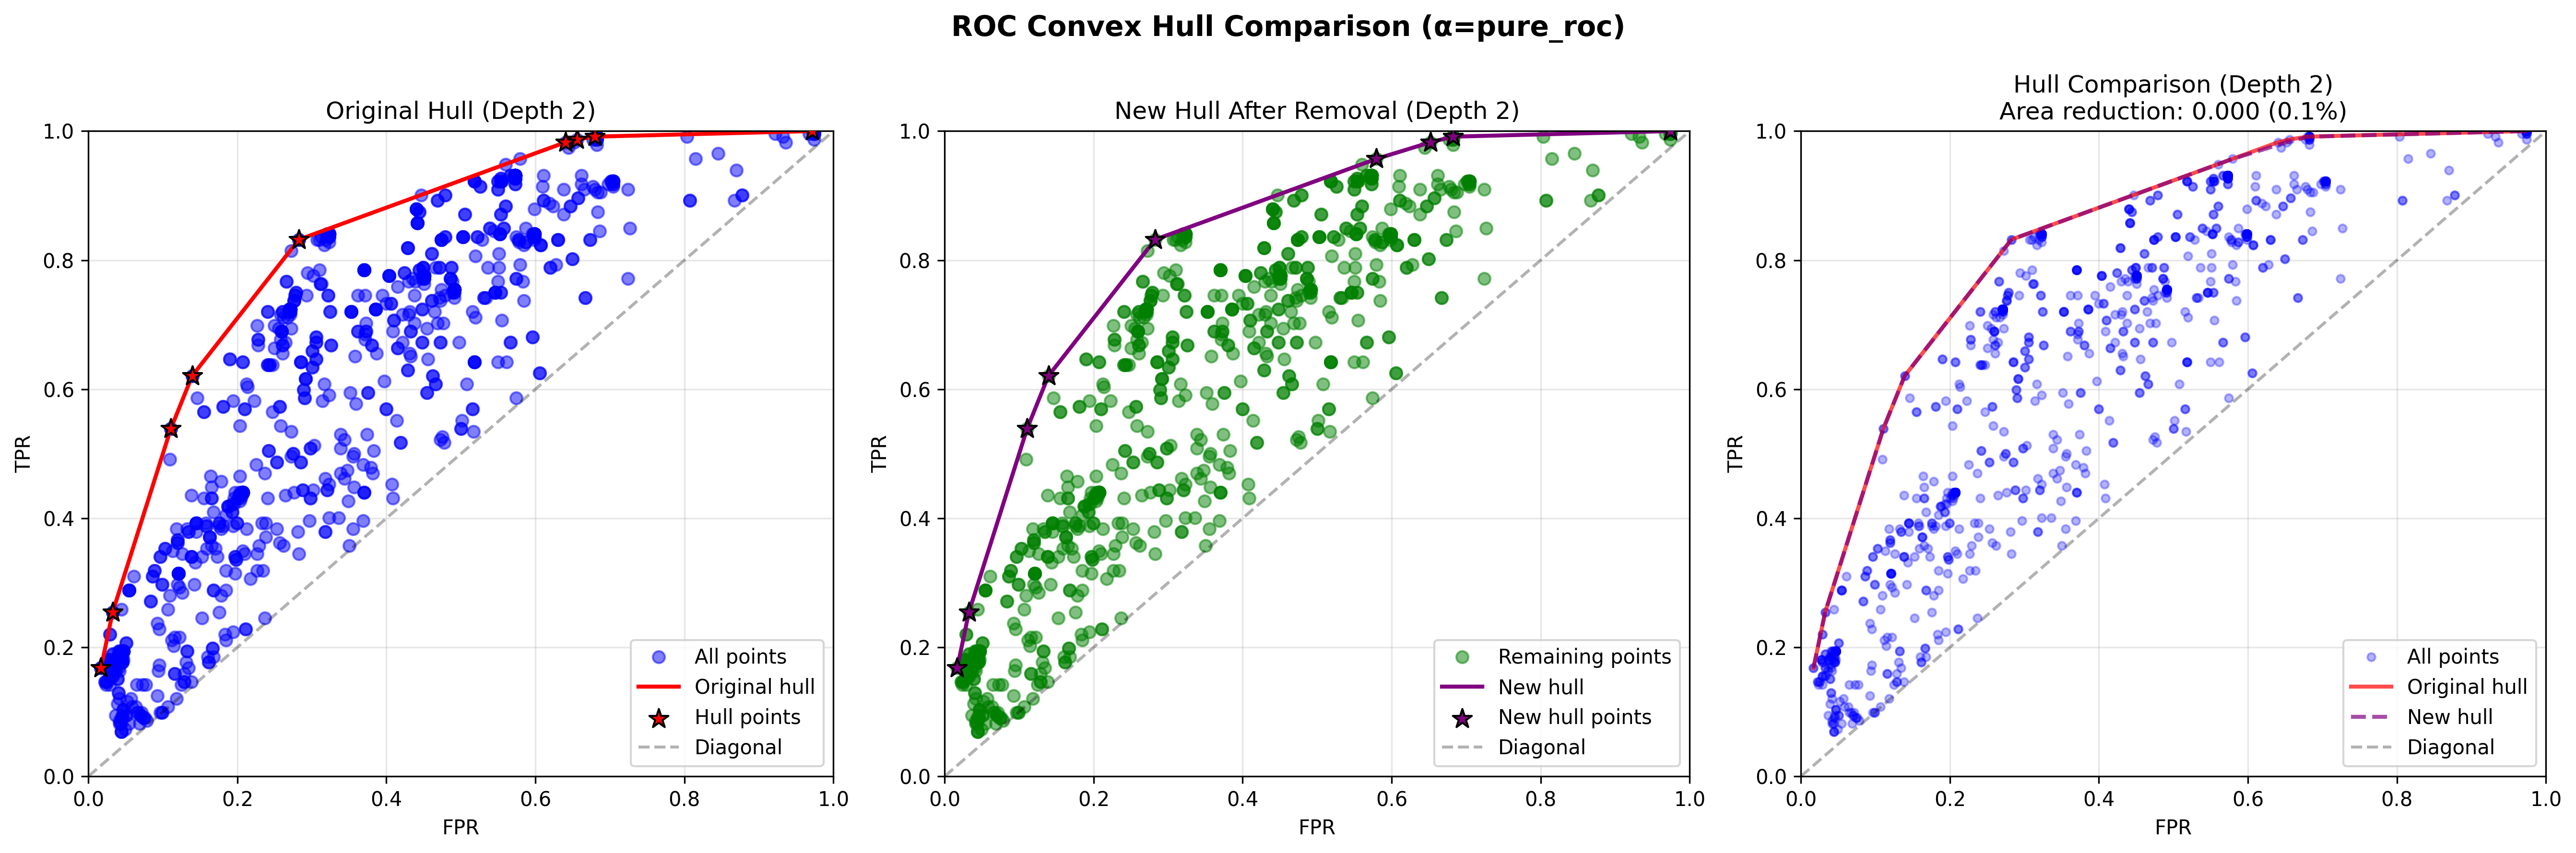 ROC Convex Hull Comparison (α=pure_roc)
Original Hull (Depth 2)
1.0
0.8
0.6
0.4
0.2
0.0
TPR
0.0 0.2 0.4 0.6 0.8 1.0
FPR
All points
Original hull
Hull points
Diagonal
New Hull After Removal (Depth 2)
1.0
0.8
0.6
0.4
0.2
0.0
TPR
0.0 0.2 0.4 0.6 0.8 1.0
FPR
Remaining points
New hull
New hull points
Diagonal
Hull Comparison (Depth 2)
Area reduction: 0.000 (0.1%)
1.0
0.8
0.6
0.4
0.2
0.0
TPR
0.0 0.2 0.4 0.6 0.8 1.0
FPR
All points
Original hull
New hull
Diagonal